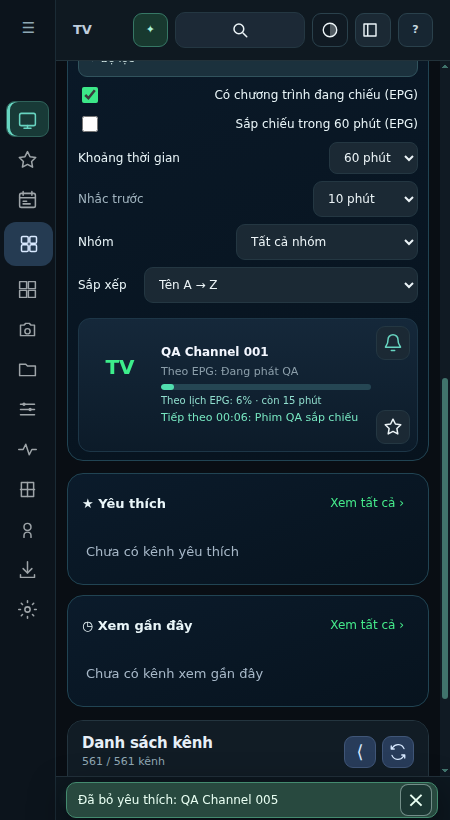 TV
?
Có chương trình đang chiếu (EPG)
Sắp chiếu trong 60 phút (EPG)
Khoảng thời gian
60 phút
Nhắc trước
10 phút
Nhóm
Tất cả nhóm
Sắp xếp
Tên A → Z
TV
QA Channel 001
Theo EPG: Đang phát QA
Theo lịch EPG: 6% · còn 15 phút
Tiếp theo 00:06: Phim QA sắp chiếu
★ Yêu thích
Xem tất cả ›
Chưa có kênh yêu thích
◷ Xem gần đây
Xem tất cả ›
Chưa có kênh xem gần đây
Danh sách kênh
561 / 561 kênh
Đã bỏ yêu thích: QA Channel 005